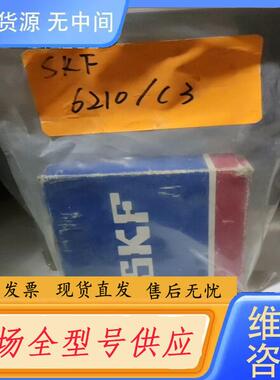 货源 无中间
SKF
6210/C3
SKF
发票 现货直发 售后无忧
场全型号供应
维
咨